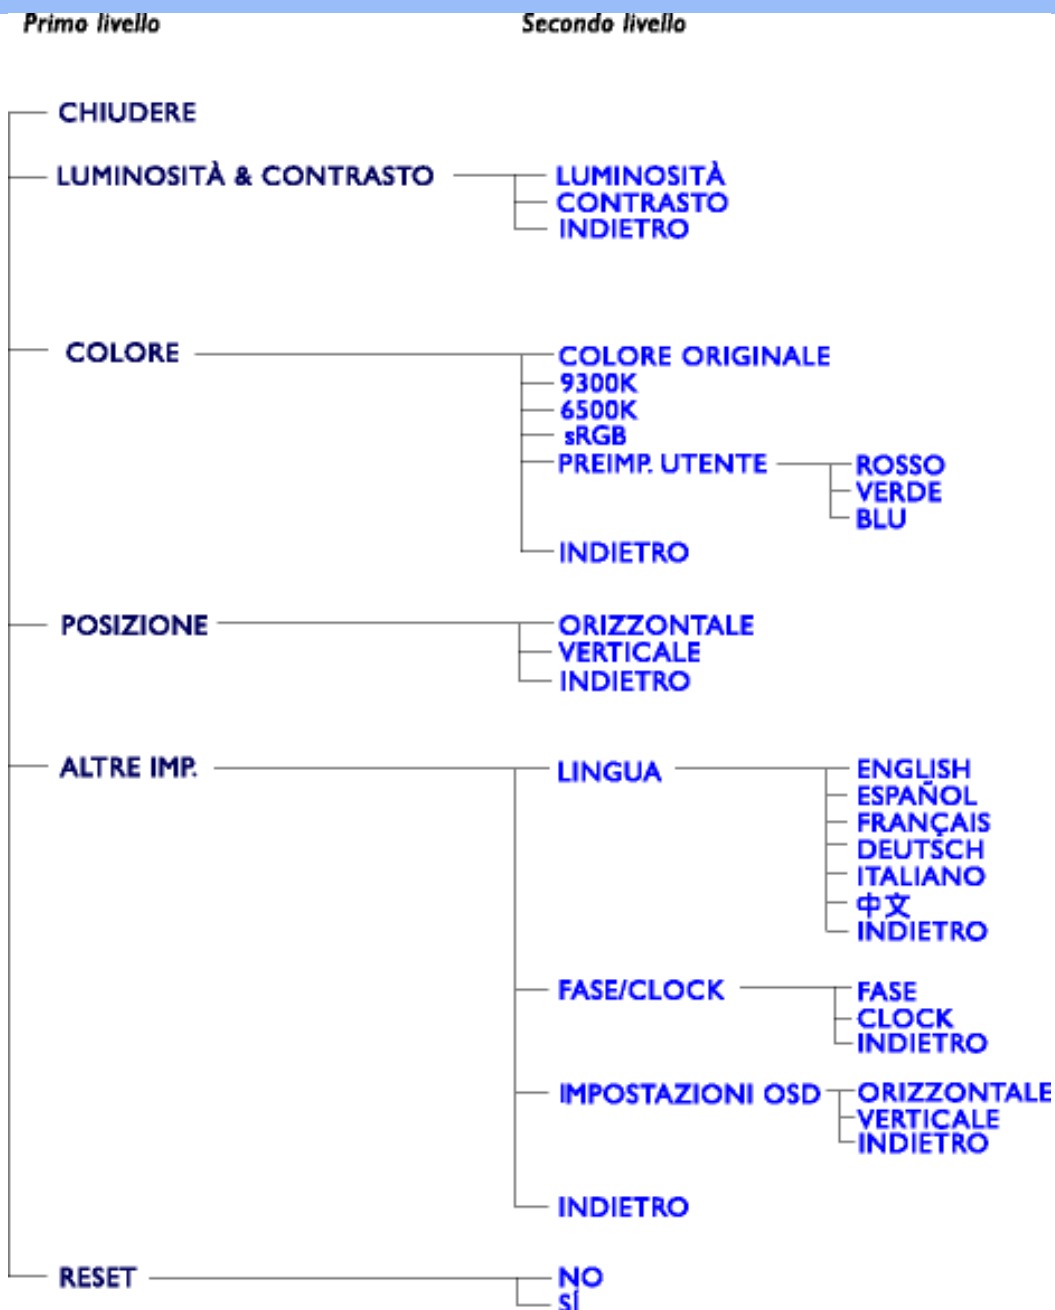 Primo livello Secondo livello
CHIUDERE
LUMINOSITÀ & CONTRASTO LUMINOSITÀ
CONTRASTO
INDIETRO
COLORE COLORE ORIGINALE
9300K
6500K
sRGB
PREIMP. UTENTE ROSSO
VERDE
BLU
INDIETRO
POSIZIONE ORIZZONTALE
VERTICALE
INDIETRO
ALTRE IMP. LINGUA ENGLISH
ESPAÑOL
FRANÇAIS
DEUTSCH
ITALIANO
中文
INDIETRO
FASE/CLOCK FASE
CLOCK
INDIETRO
IMPOSTAZIONI OSD ORIZZONTALE
VERTICALE
INDIETRO
INDIETRO
RESET NO
SÍ